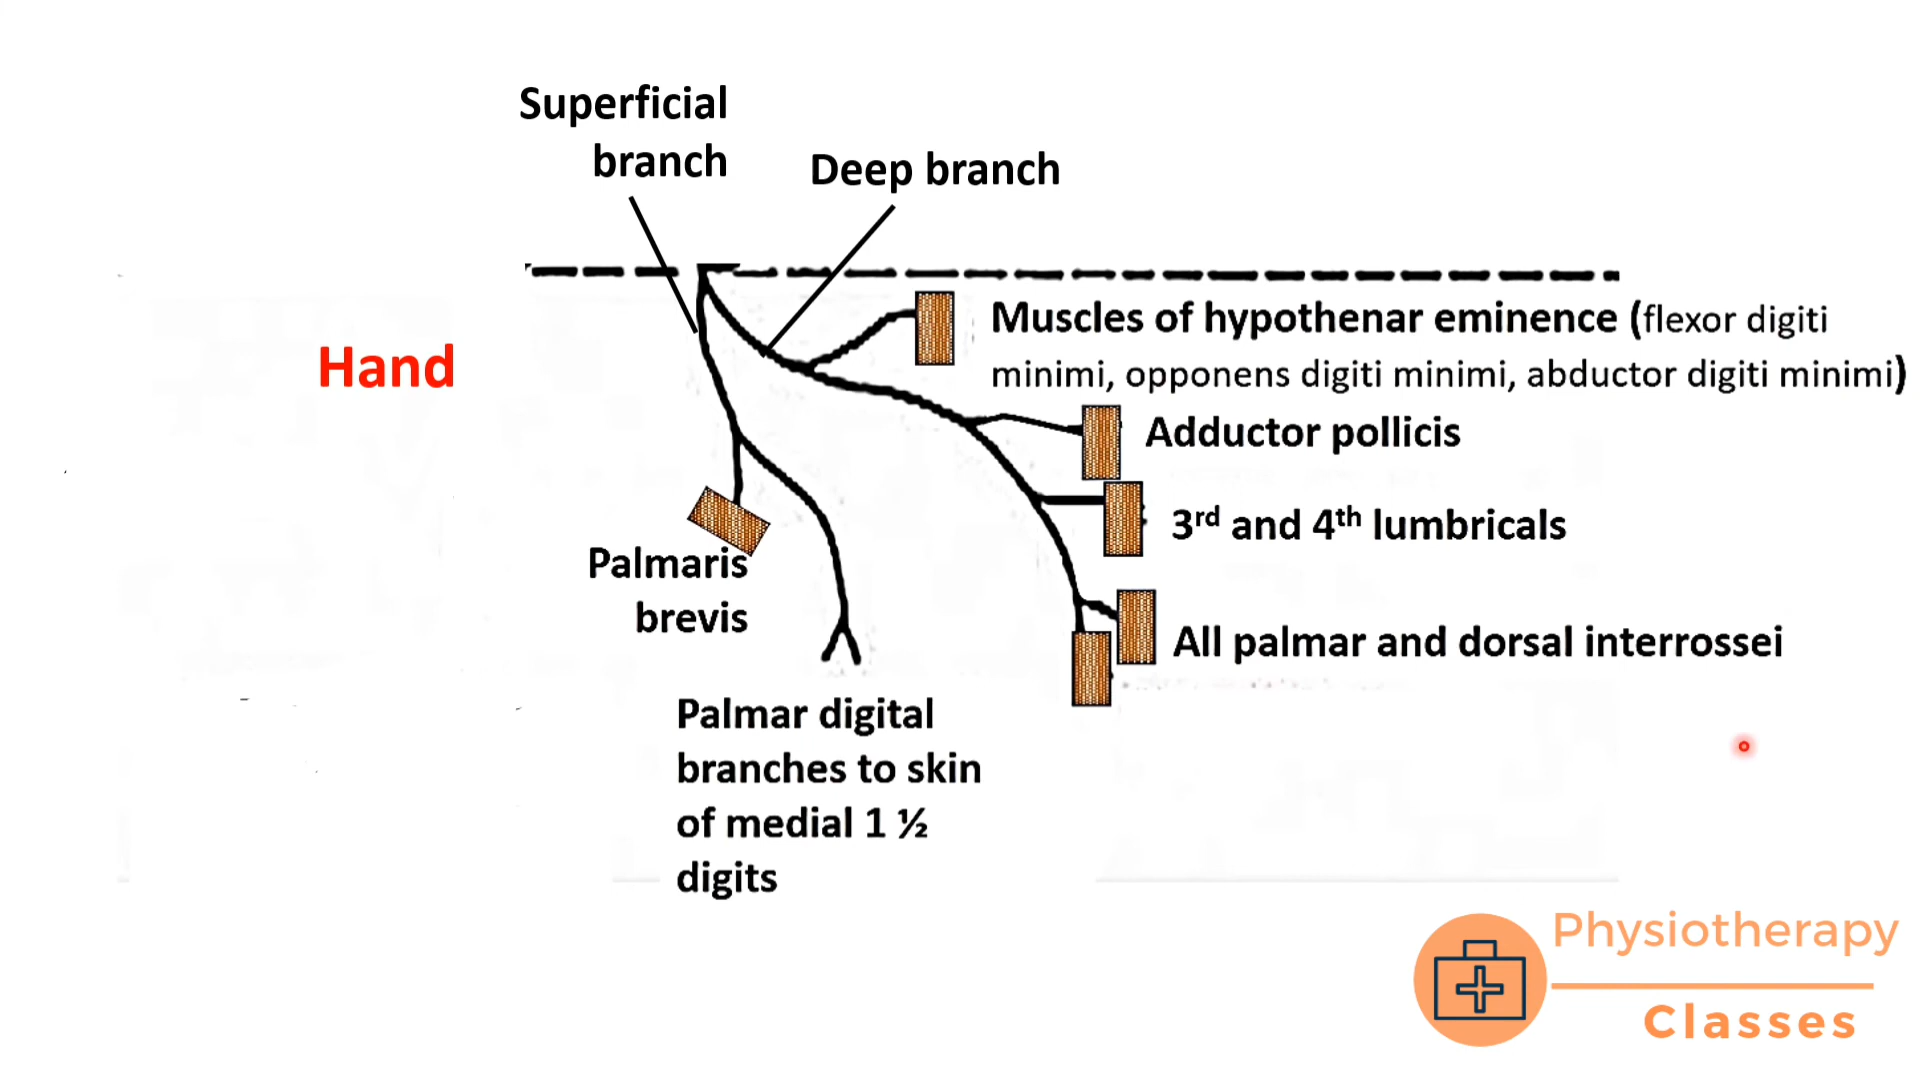 Superficial
branch
Deep branch
Hand
Muscles of hypothenar eminence (flexor digiti
minimi, opponens digiti minimi, abductor digiti minimi)
Adductor pollicis
3rd and 4th lumbricals
Palmaris
brevis
All palmar and dorsal interrossei
Palmar digital
branches to skin
of medial 1 ½
digits
Physiotherapy
Classes